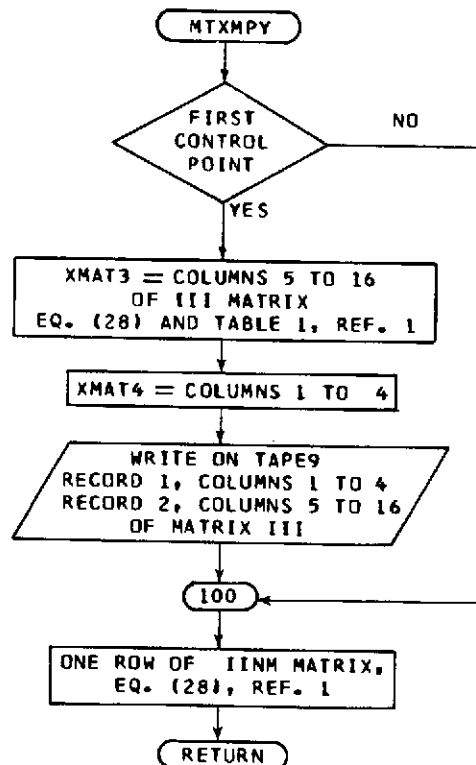 MTXMPY
FIRST
CONTROL
POINT
NO
YES
XMAT3 = COLUMNS 5 TO 16
OF III MATRIX
EQ. (28) AND TABLE 1, REF. 1
XMAT4 = COLUMNS 1 TO 4
WRITE ON TAPE9
RECORD 1, COLUMNS 1 TO 4
RECORD 2, COLUMNS 5 TO 16
OF MATRIX III
100
ONE ROW OF IINM MATRIX,
EQ. (28), REF. 1
RETURN